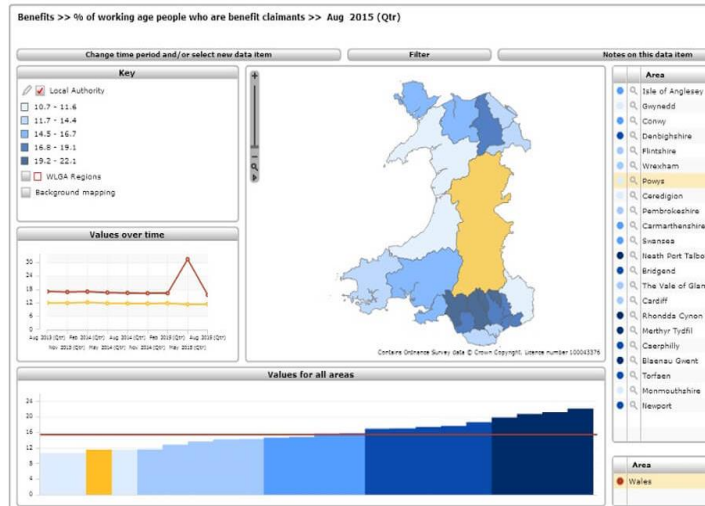 Benefits >> % of working age people who are benefit claimants >> Aug 2015 (Qtr)
Change time period and/or select new data item
Filter
Notes on this data item
Key
Local Authority
10.7 - 11.6
11.7 - 14.4
14.5 - 16.7
16.8 - 19.1
19.2 - 22.1
WLGA Regions
Background mapping
Values over time
30
24
18
12
6
0
Aug 2013 (Qtr) Feb 2014 (Qtr) Aug 2014 (Qtr) Feb 2015 (Qtr) Aug 2015 (Qtr)
Nov 2013 (Qtr) May 2014 (Qtr) Nov 2014 (Qtr) May 2015 (Qtr)
Contains Ordnance Survey data © Crown Copyright. Licence number 100043376
Area
Isle of Anglesey
Gwynedd
Conwy
Denbighshire
Flintshire
Wrexham
Powys
Ceredigion
Pembrokeshire
Carmarthenshire
Swansea
Neath Port Talbo
Bridgend
The Vale of Glam
Cardiff
Rhondda Cynon
Merthyr Tydfil
Caerphilly
Blaenau Gwent
Torfaen
Monmouthshire
Newport
Values for all areas
24
20
16
12
8
4
0
Area
Wales